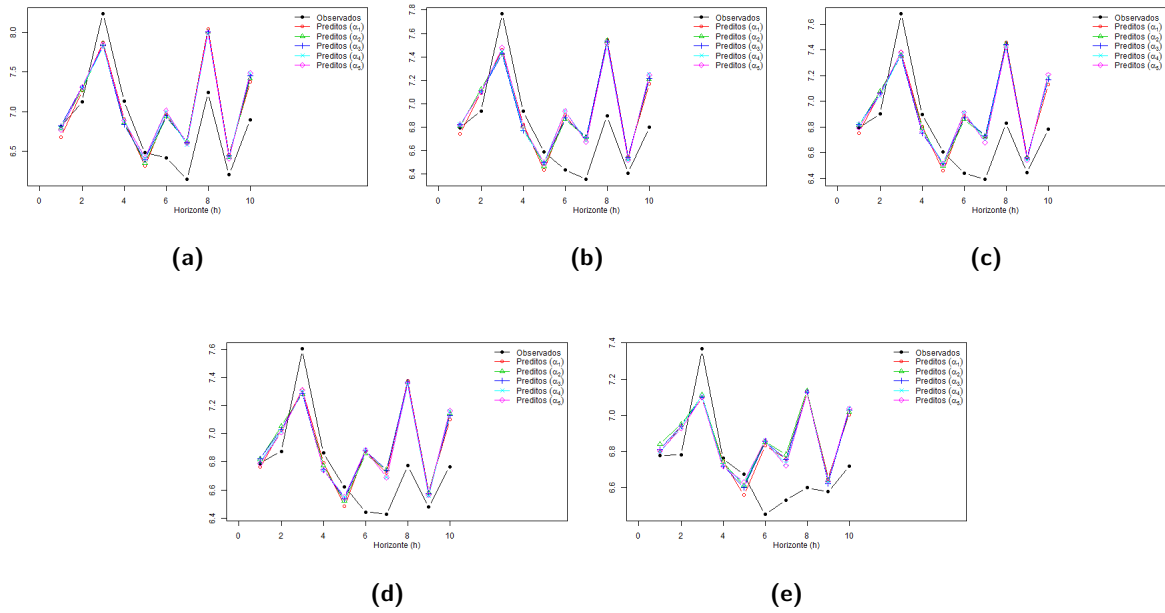 Observados
Preditos (α₁)
Preditos (α₂)
Preditos (α₃)
Preditos (α₄)
Preditos (α₅)
8.0
7.5
7.0
6.5
0 2 4 6 8 10
Horizonte (h)
(a)
Observados
Preditos (α₁)
Preditos (α₂)
Preditos (α₃)
Preditos (α₄)
Preditos (α₅)
7.8
7.6
7.4
7.2
7.0
6.8
6.6
6.4
0 2 4 6 8 10
Horizonte (h)
(b)
Observados
Preditos (α₁)
Preditos (α₂)
Preditos (α₃)
Preditos (α₄)
Preditos (α₅)
7.6
7.4
7.2
7.0
6.8
6.6
6.4
0 2 4 6 8 10
Horizonte (h)
(c)
Observados
Preditos (α₁)
Preditos (α₂)
Preditos (α₃)
Preditos (α₄)
Preditos (α₅)
7.6
7.4
7.2
7.0
6.8
6.6
6.4
0 2 4 6 8 10
Horizonte (h)
(d)
Observados
Preditos (α₁)
Preditos (α₂)
Preditos (α₃)
Preditos (α₄)
Preditos (α₅)
7.4
7.2
7.0
6.8
6.6
0 2 4 6 8 10
Horizonte (h)
(e)